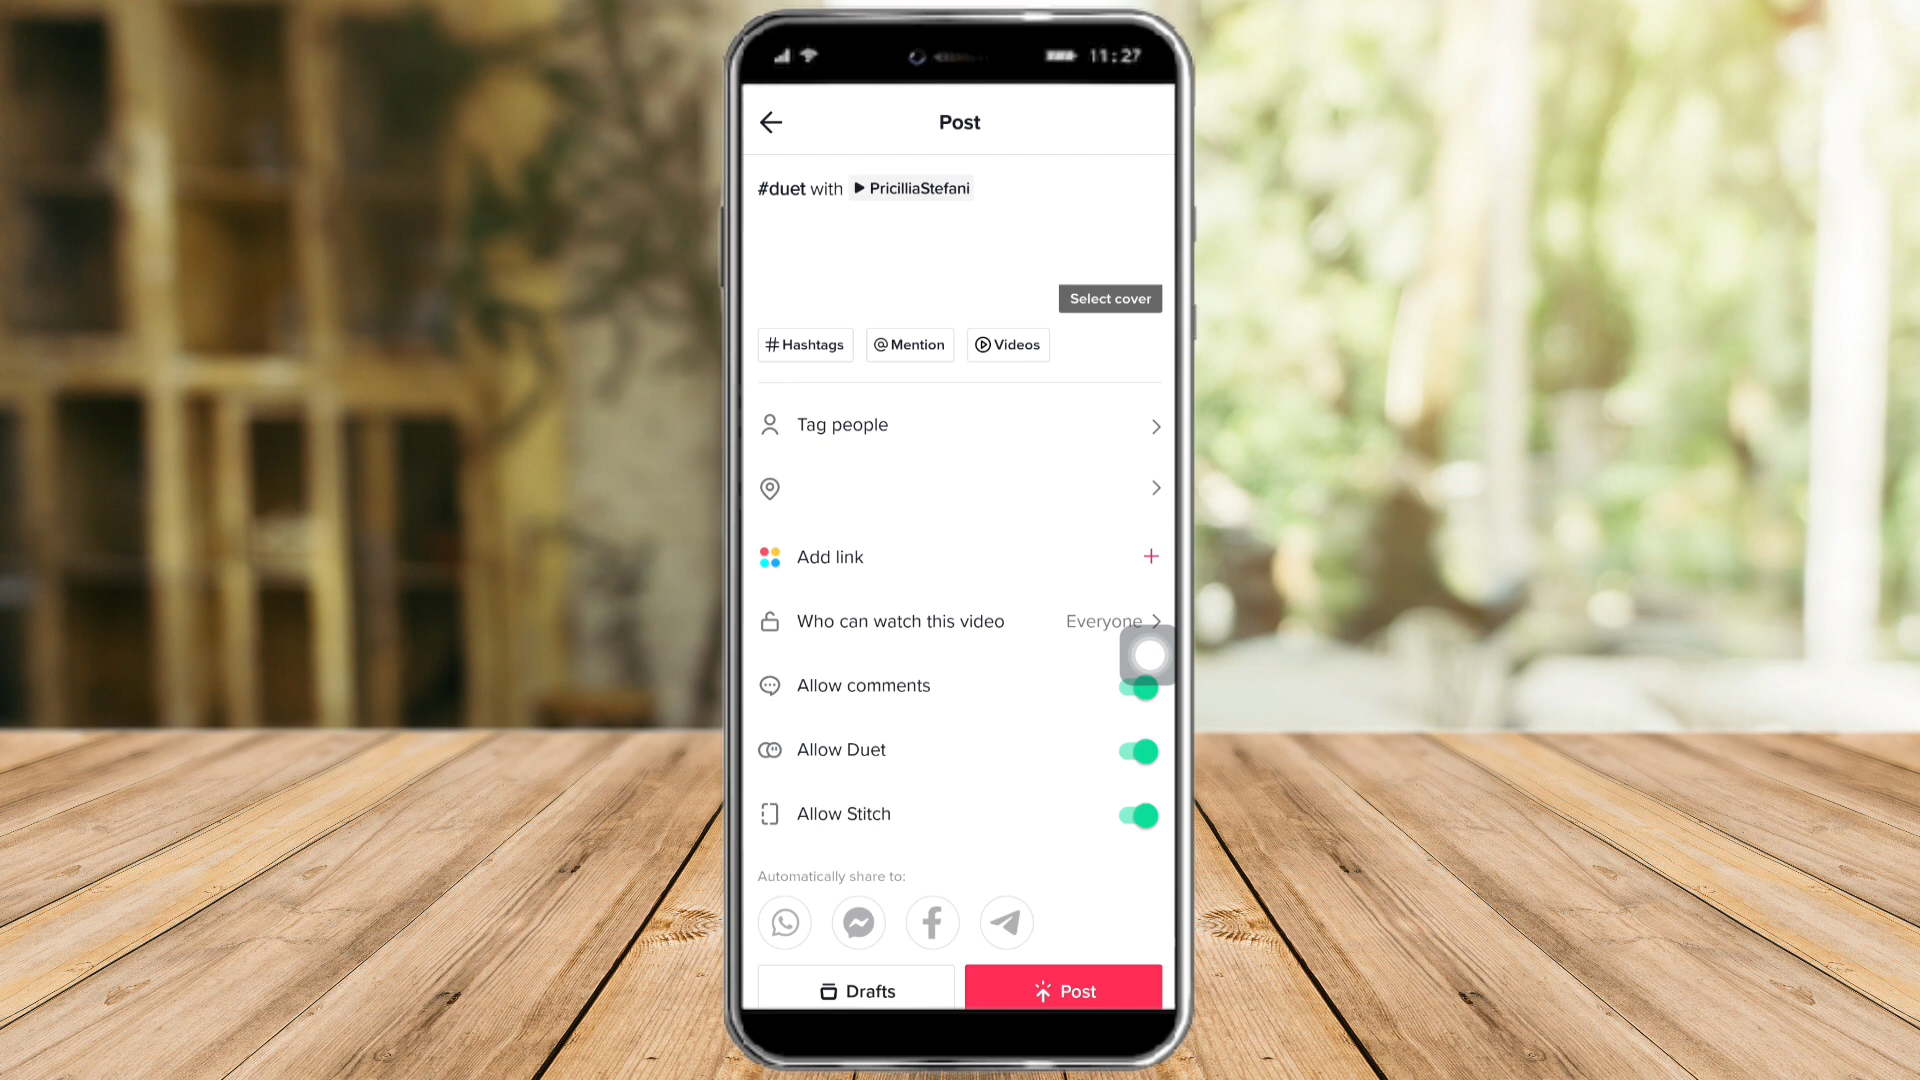 11:27
Post
#duet with PricilliaStefani
Select cover
#Hashtags @Mention Videos
Tag people
Add link
Who can watch this video Everyone
Allow comments
Allow Duet
Allow Stitch
Automatically share to:
Drafts Post